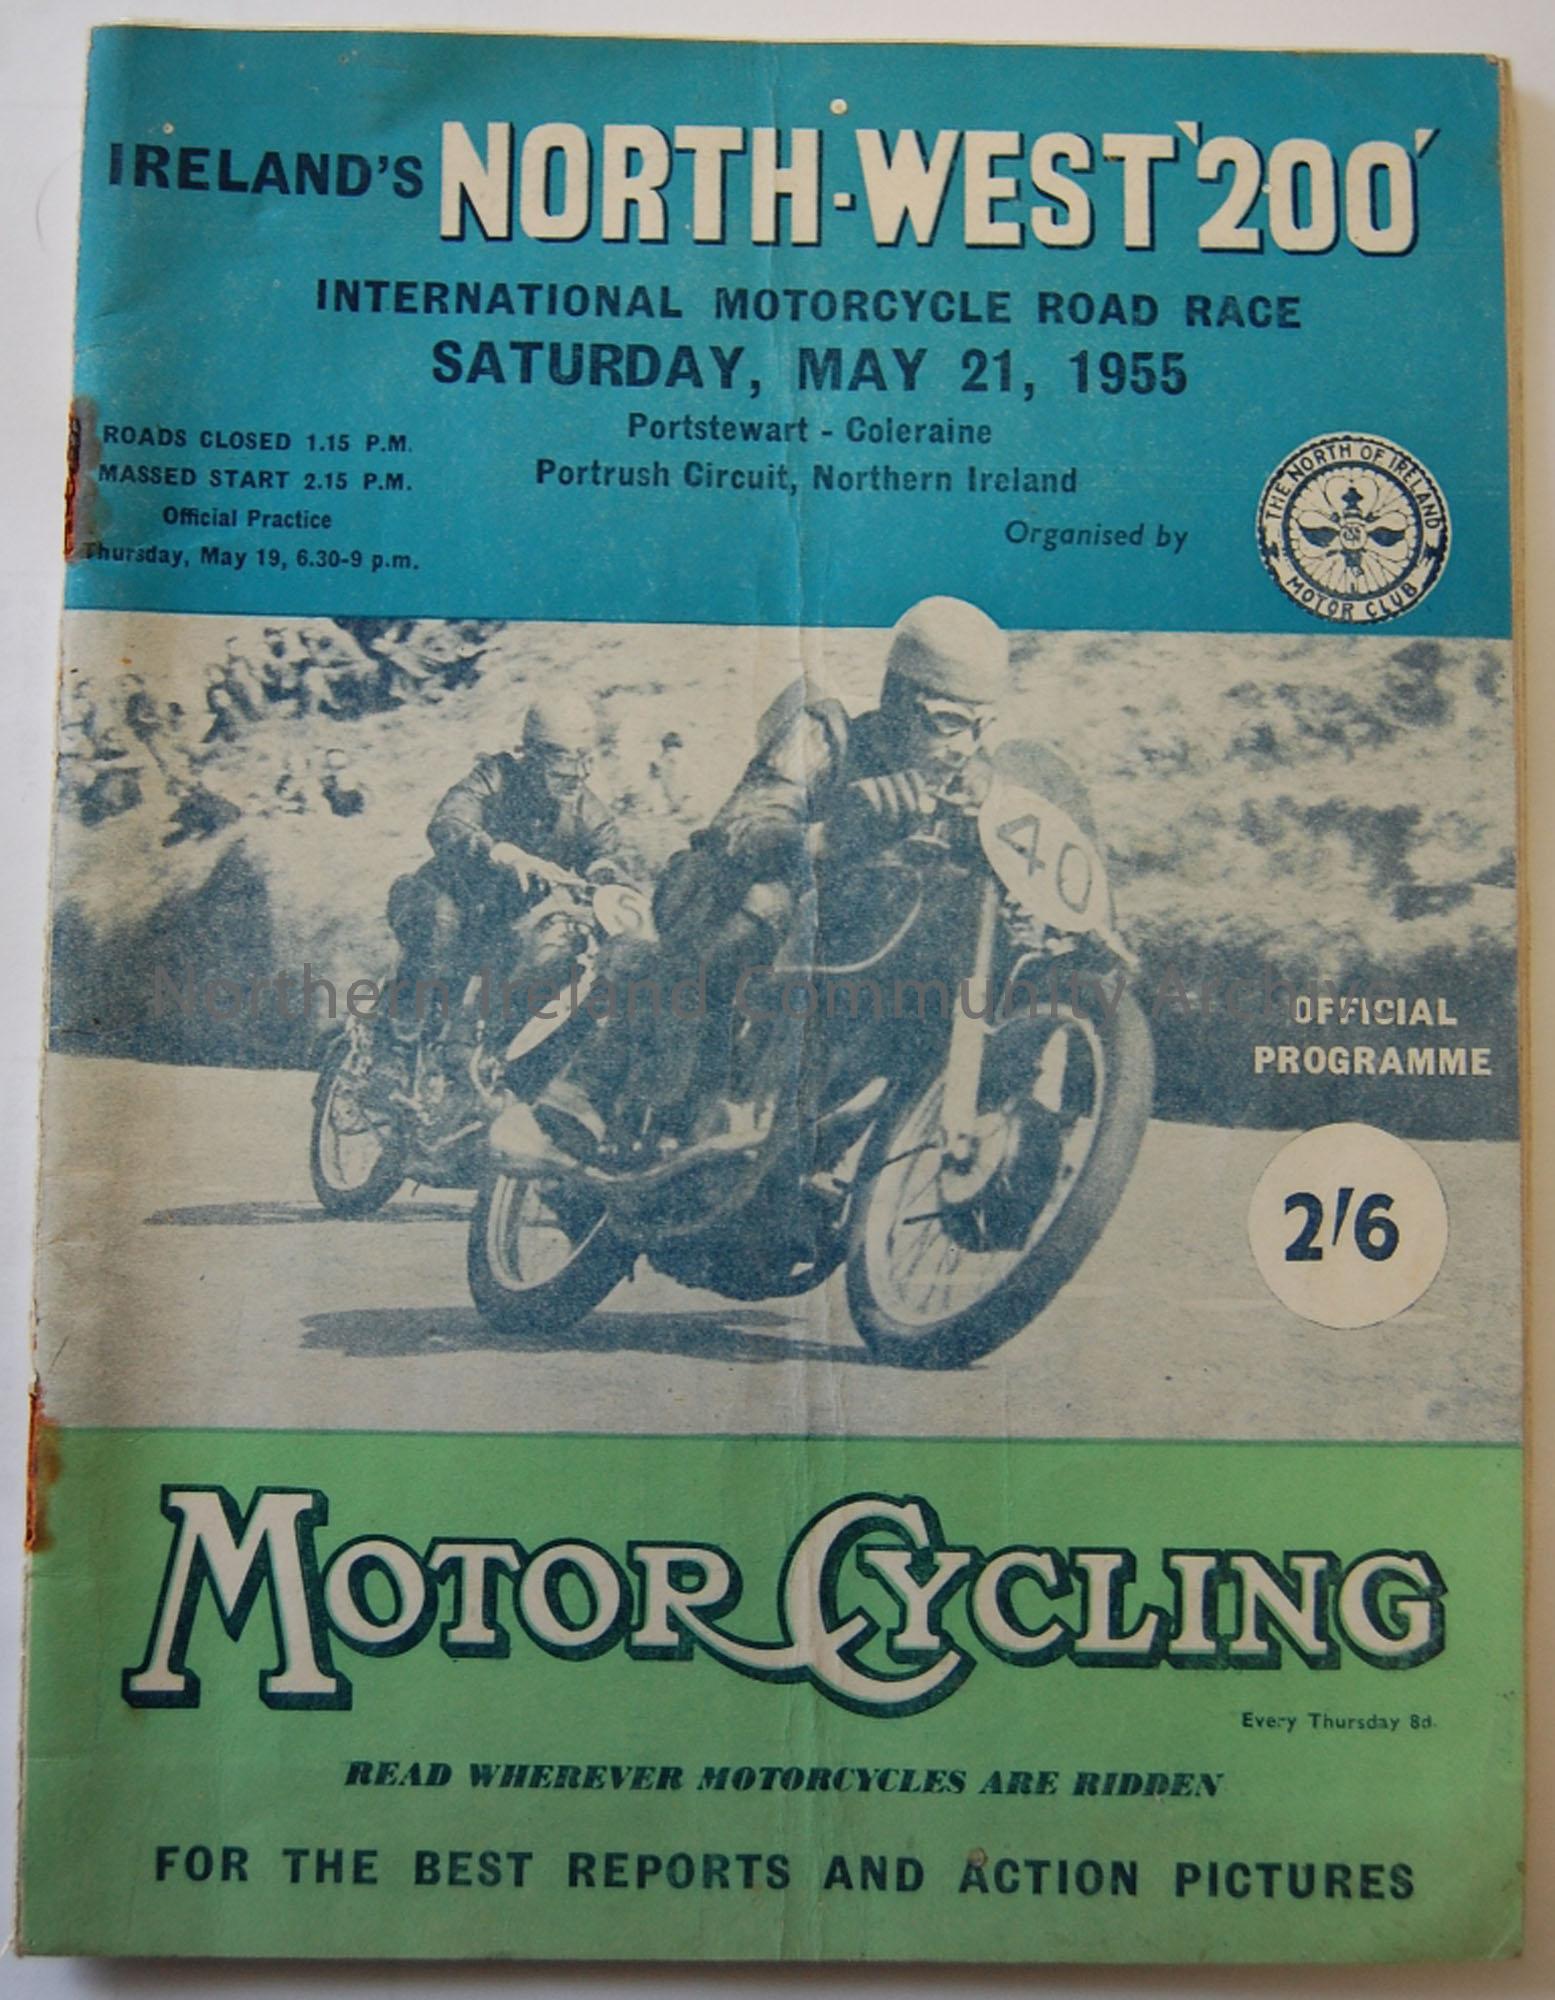 IRELAND'S NORTH-WEST '200'
INTERNATIONAL MOTORCYCLE ROAD RACE
SATURDAY, MAY 21, 1955
Portstewart - Coleraine
Portrush Circuit, Northern Ireland
ROADS CLOSED 1.15 P.M.
MASSED START 2.15 P.M.
Official Practice
Thursday, May 19, 6.30-9 p.m.
Organised by
THE NORTH OF IRELAND
MOTOR CLUB
40
Northern Ireland Community Archive
OFFICIAL
PROGRAMME
2/6
MOTOR CYCLING
Every Thursday 8d.
READ WHEREVER MOTORCYCLES ARE RIDDEN
FOR THE BEST REPORTS AND ACTION PICTURES